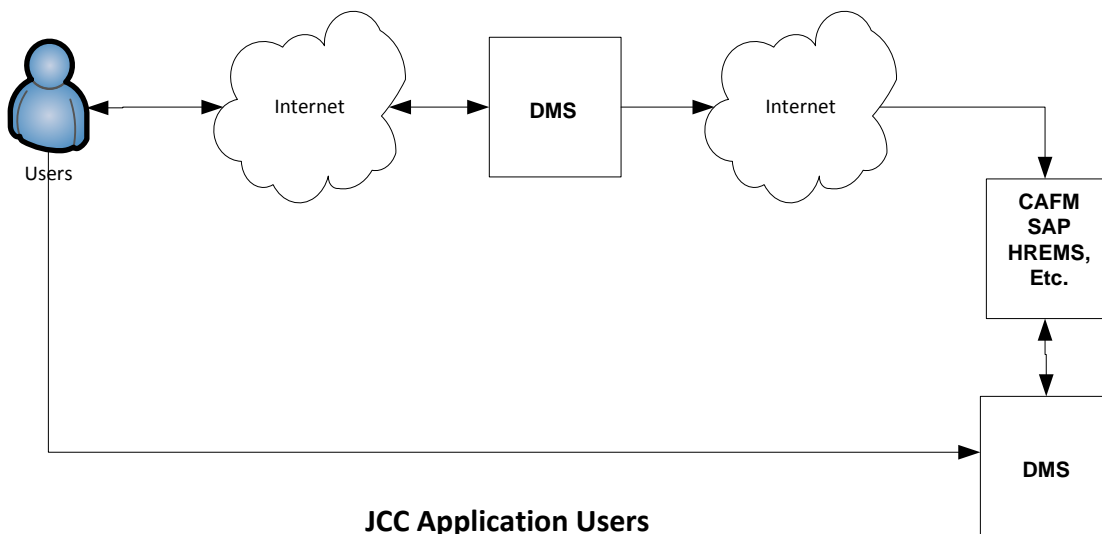 Internet
DMS
Internet
Users
CAFM
SAP
HREMS,
Etc.
DMS
JCC Application Users